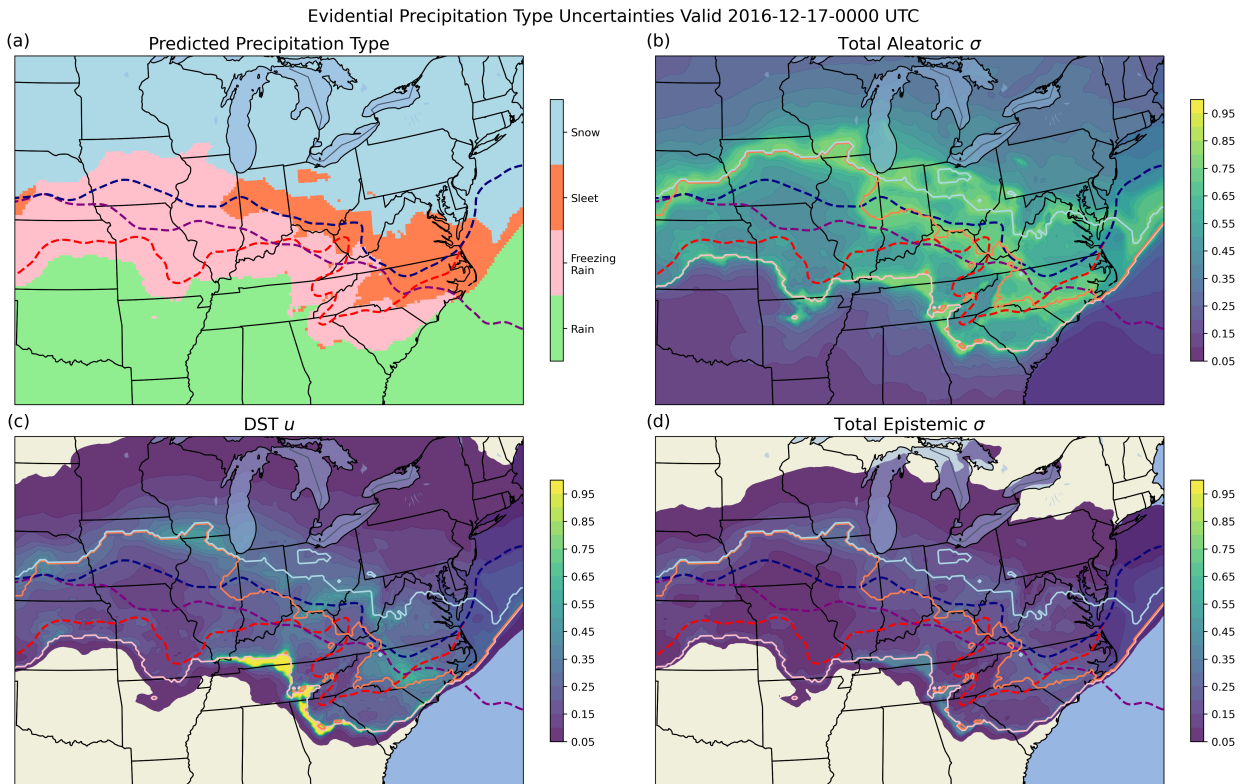 Evidential Precipitation Type Uncertainties Valid 2016-12-17-0000 UTC
(a)
Predicted Precipitation Type
Snow
Sleet
Freezing
Rain
Rain
(b)
Total Aleatoric σ
0.95
0.85
0.75
0.65
0.55
0.45
0.35
0.25
0.15
0.05
(c)
DST u
0.95
0.85
0.75
0.65
0.55
0.45
0.35
0.25
0.15
0.05
(d)
Total Epistemic σ
0.95
0.85
0.75
0.65
0.55
0.45
0.35
0.25
0.15
0.05